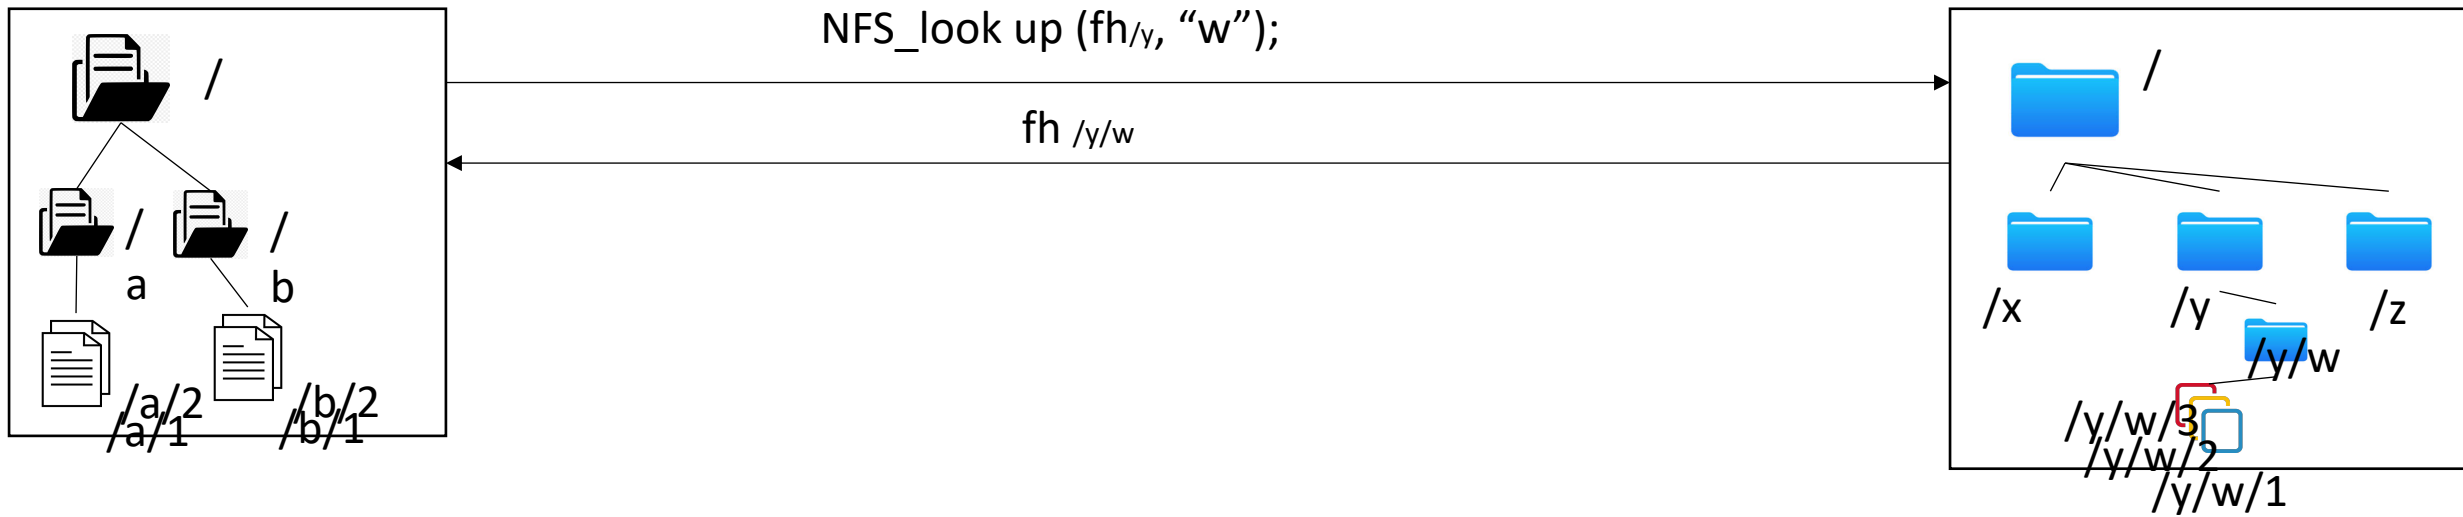 NFS_look up (fh/y, “w”);
fh /y/w
/
/
a
/
b
/a/2
/a/1
/b/2
/b/1
/
/x
/y
/z
/y/w
/y/w/3
/y/w/2
/y/w/1